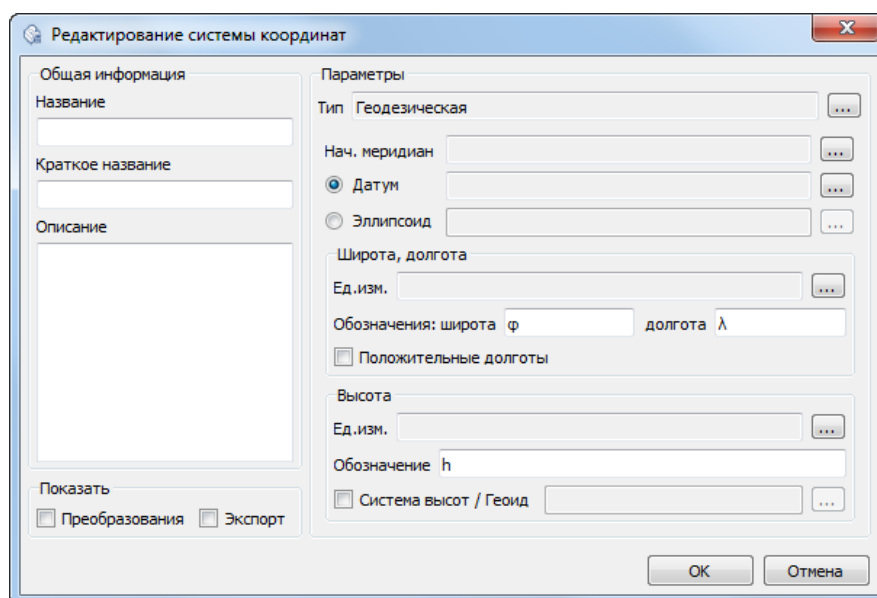 Редактирование системы координат
Общая информация
Название
Краткое название
Описание
Показать
Преобразования Экспорт
Параметры
Тип Геодезическая ...
Нач. меридиан ...
Датум ...
Эллипсоид ...
Широта, долгота
Ед.изм. ...
Обозначения: широта φ долгота λ
Положительные долготы
Высота
Ед.изм. ...
Обозначение h
Система высот / Геоид ...
OK Отмена